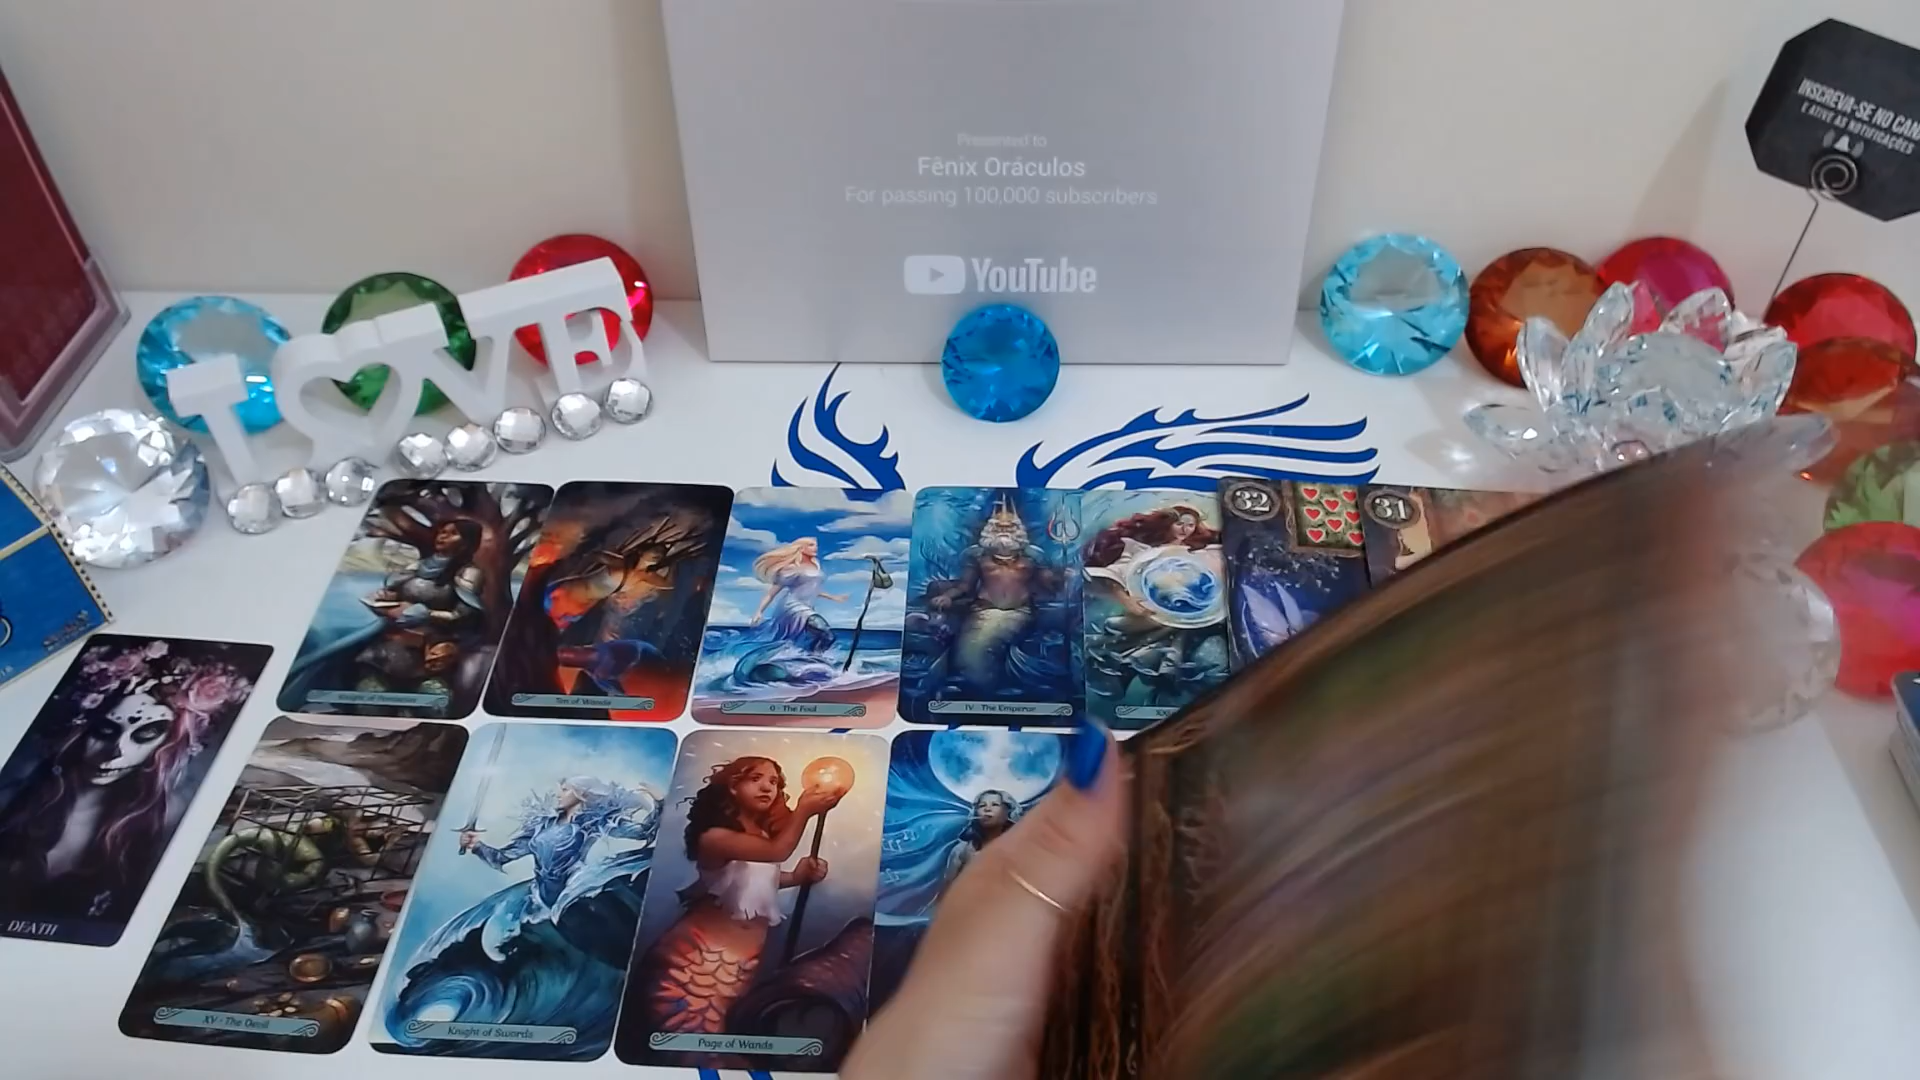 Presented to
Fênix Oráculos
For passing 100,000 subscribers
YouTube
INSCREVA-SE NO CAN
E ATIVE AS NOTIFICAÇÕES
LOVE
32
31
Ten of Wands
0 - The Fool
IV - The Emperor
DEATH
XV - The Devil
Knight of Swords
Page of Wands